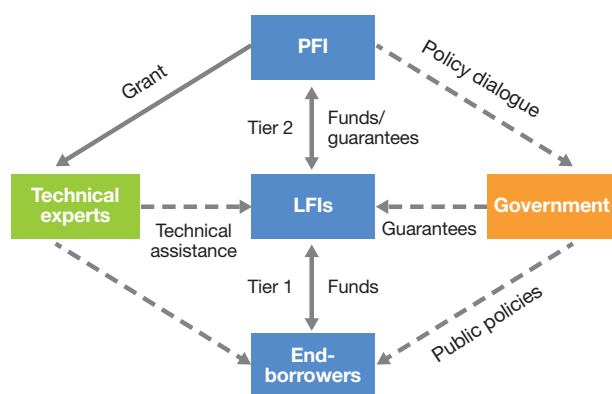 PFI
Grant
Policy dialogue
Tier 2
Funds/
guarantees
Technical
experts
LFIs
Government
Technical
assistance
Guarantees
Tier 1
Funds
Public policies
End-
borrowers